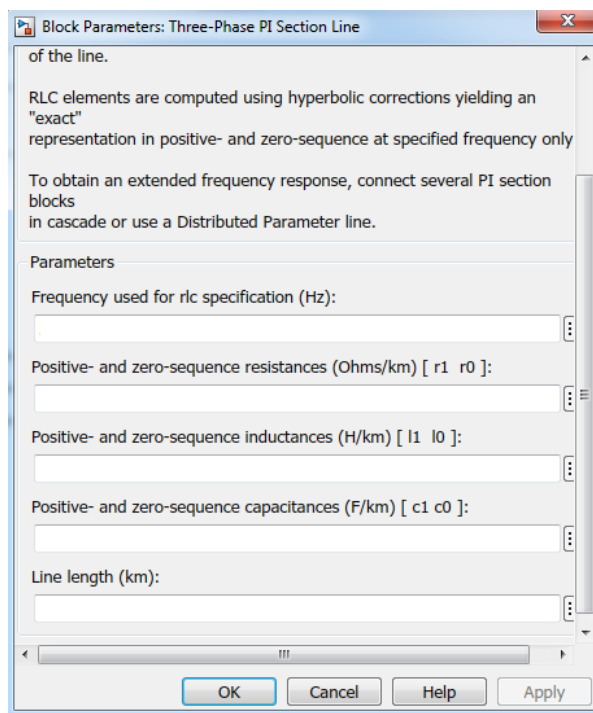 Block Parameters: Three-Phase PI Section Line
of the line.
RLC elements are computed using hyperbolic corrections yielding an
"exact"
representation in positive- and zero-sequence at specified frequency only
To obtain an extended frequency response, connect several PI section
blocks
in cascade or use a Distributed Parameter line.
Parameters
Frequency used for rlc specification (Hz):
Positive- and zero-sequence resistances (Ohms/km) [ r1 r0 ]:
Positive- and zero-sequence inductances (H/km) [ l1 l0 ]:
Positive- and zero-sequence capacitances (F/km) [ c1 c0 ]:
Line length (km):
OK Cancel Help Apply